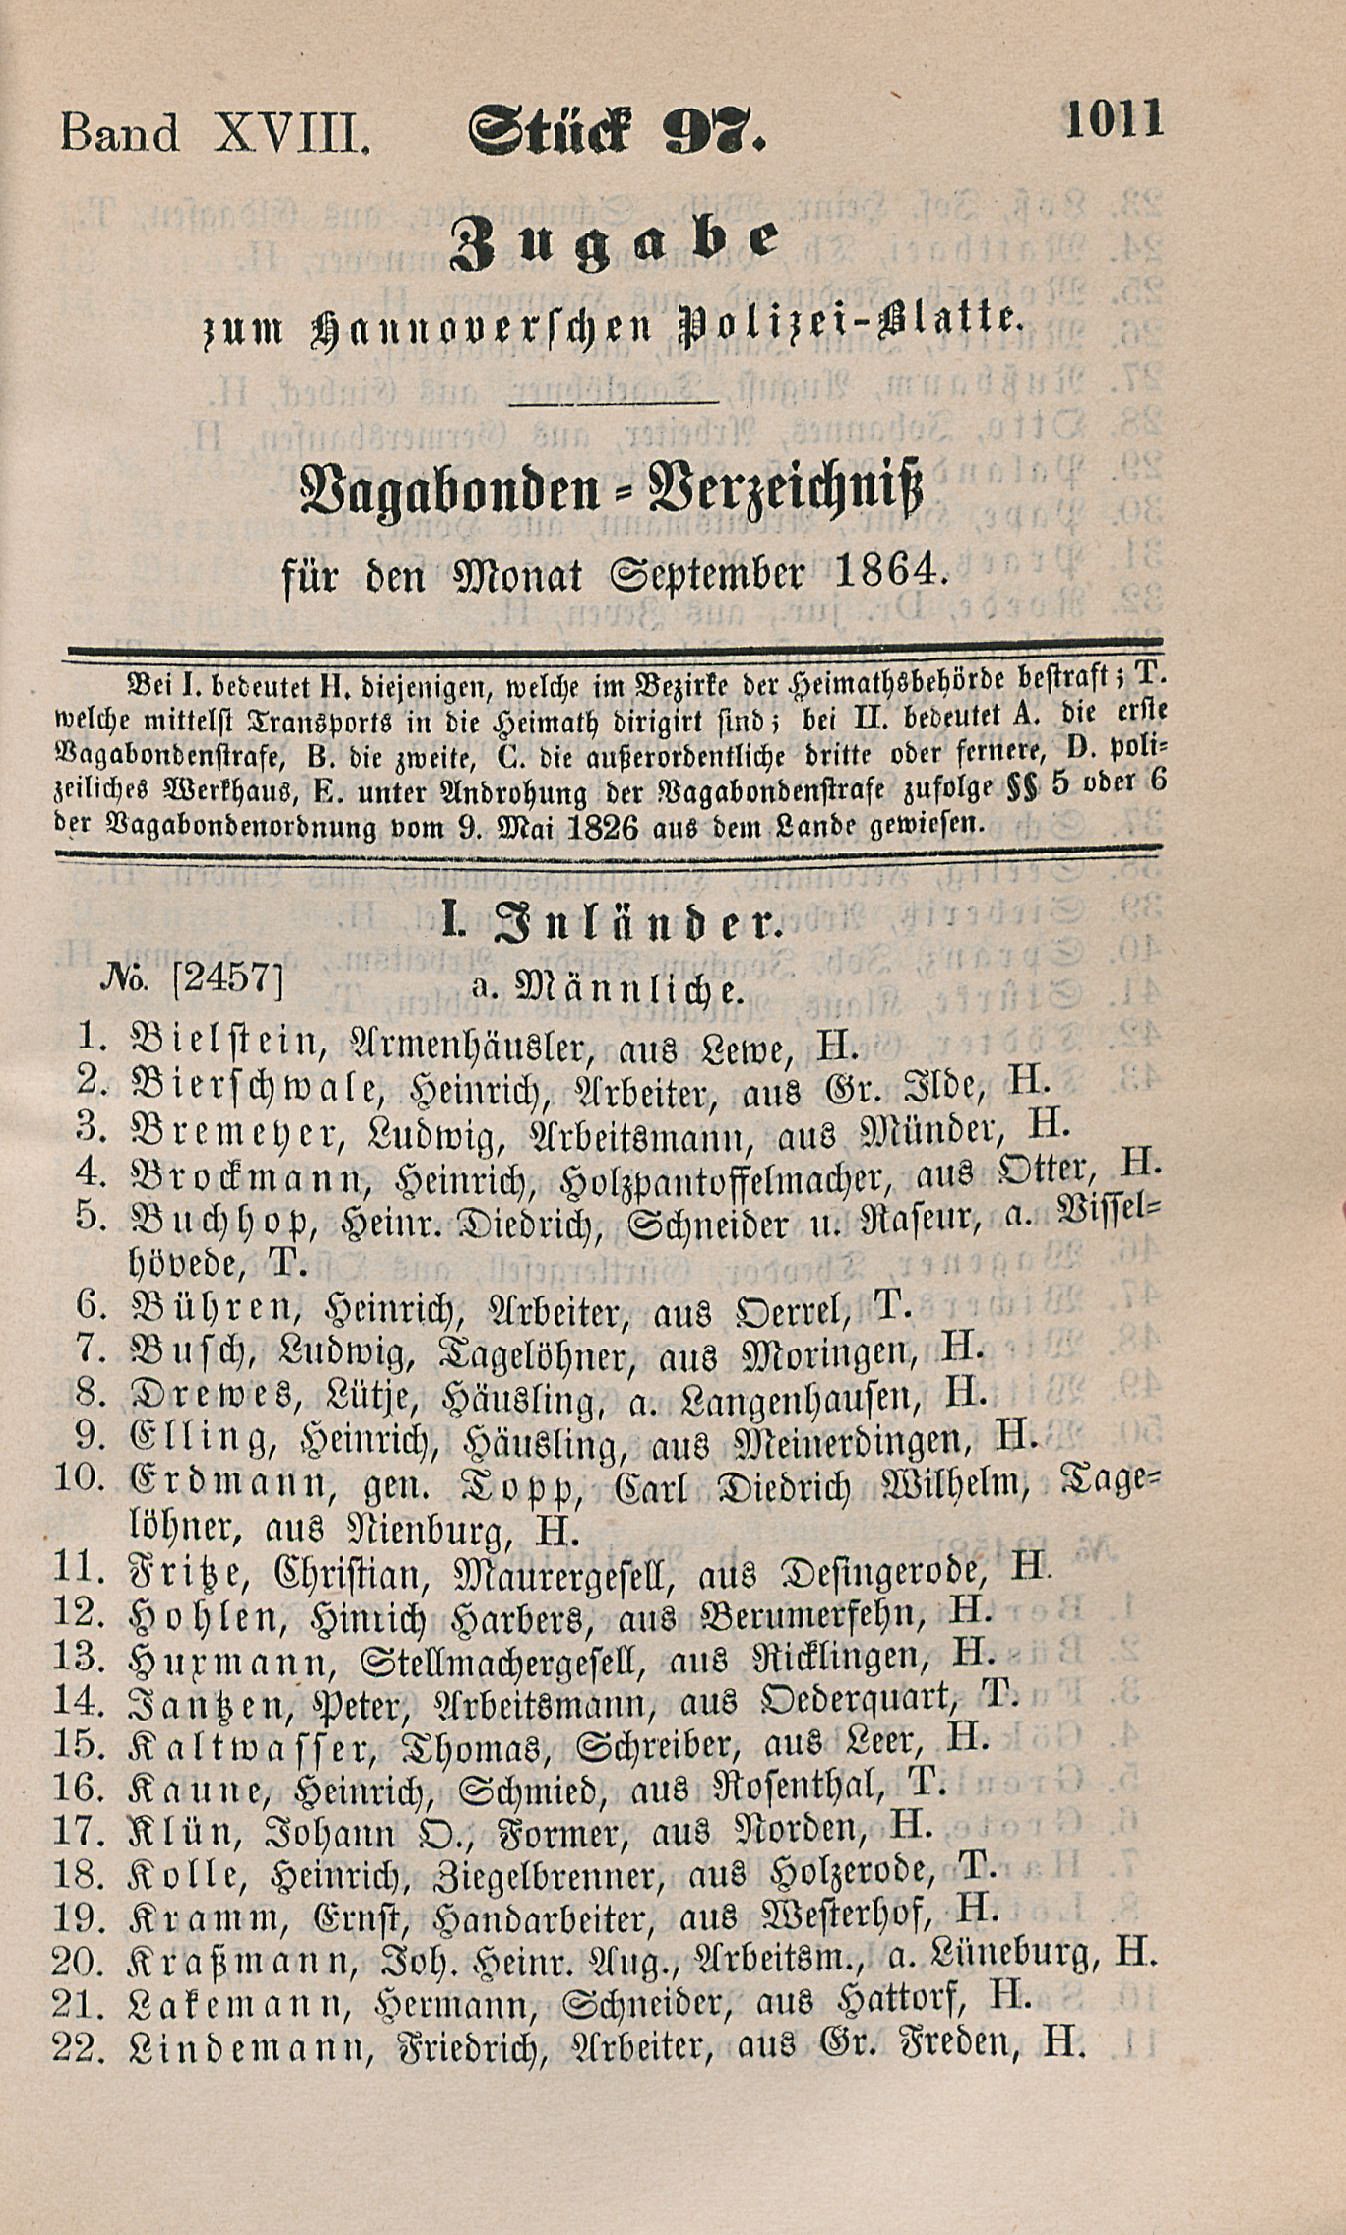 Band XVIII. Stück 97. 1011
Zugabe
zum Hannoverschen Polizei-Blatte.
Vagabonden-Verzeichniß
für den Monat September 1864.
Bei I. bedeutet H. diejenigen, welche im Bezirke der Heimathsbehörde bestraft; T.
welche mittelst Transports in die Heimath dirigirt sind; bei II. bedeutet A. die erste
Vagabondenstrafe, B. die zweite, C. die außerordentliche dritte oder fernere, D. poli-
zeiliches Werkhaus, E. unter Androhung der Vagabondenstrafe zufolge §§ 5 oder 6
der Vagabondenordnung vom 9. Mai 1826 aus dem Lande gewiesen.
I. Inländer.
No. [2457] a. Männliche.
1. Bielstein, Armenhäusler, aus Lewe, H.
2. Bierschwale, Heinrich, Arbeiter, aus Gr. Ilde, H.
3. Bremeyer, Ludwig, Arbeitsmann, aus Münder, H.
4. Brockmann, Heinrich, Holzpantoffelmacher, aus Otter, H.
5. Buchhop, Heinr. Diedrich, Schneider u. Raseur, a. Vissel-
hövede, T.
6. Bühren, Heinrich, Arbeiter, aus Oerrel, T.
7. Busch, Ludwig, Tagelöhner, aus Moringen, H.
8. Drewes, Lütje, Häusling, a. Langenhausen, H.
9. Elling, Heinrich, Häusling, aus Meinerdingen, H.
10. Erdmann, gen. Topp, Carl Diedrich Wilhelm, Tage-
löhner, aus Nienburg, H.
11. Fritze, Christian, Maurergesell, aus Desingerode, H.
12. Hohlen, Hinrich Harbers, aus Berumerfehn, H.
13. Huxmann, Stellmachergesell, aus Ricklingen, H.
14. Jantzen, Peter, Arbeitsmann, aus Oederquart, T.
15. Kaltwasser, Thomas, Schreiber, aus Leer, H.
16. Kaune, Heinrich, Schmied, aus Rosenthal, T.
17. Klün, Johann O., Former, aus Norden, H.
18. Kolle, Heinrich, Ziegelbrenner, aus Holzerode, T.
19. Kramm, Ernst, Handarbeiter, aus Westerhof, H.
20. Kraßmann, Joh. Heinr. Aug., Arbeitsm., a. Lüneburg, H.
21. Lakemann, Hermann, Schneider, aus Hattorf, H.
22. Lindemann, Friedrich, Arbeiter, aus Gr. Freden, H.